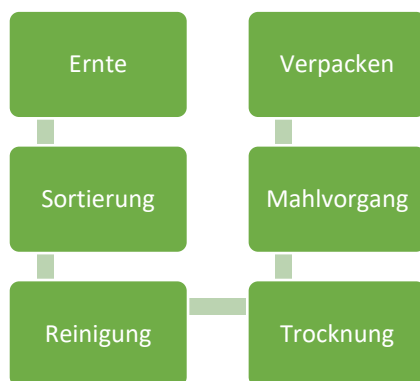 Ernte
Sortierung
Reinigung
Trocknung
Mahlvorgang
Verpacken